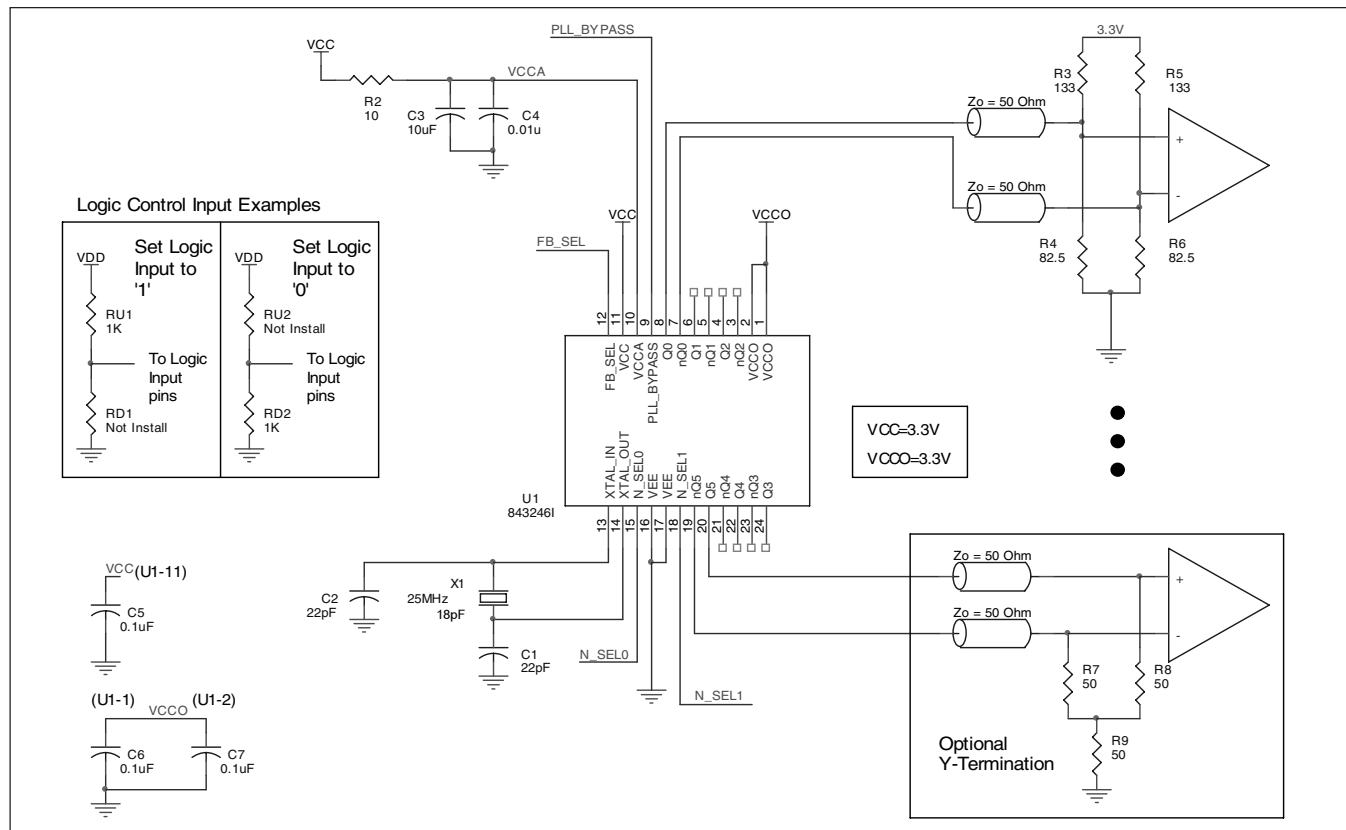 PLL_BYPASS
VCC
VCCA
R2
10
C3
10uF
C4
0.01u
3.3V
R3
133
R5
133
Zo = 50 Ohm
+
Zo = 50 Ohm
-
R4
82.5
R6
82.5
Logic Control Input Examples
VDD
Set Logic
Input to
'1'
RU1
1K
To Logic
Input
pins
RD1
Not Install
VDD
Set Logic
Input to
'0'
RU2
Not Install
To Logic
Input
pins
RD2
1K
VCC
VCCO
FB_SEL
12
11
10
9
8
7
6
5
4
3
2
1
FB_SEL
VCC
VCCA
PLL_BYPASS
Q0
nQ0
Q1
nQ1
Q2
nQ2
VCCO
VCCO
XTAL_IN
XTAL_OUT
N_SEL0
VEE
VEE
N_SEL1
nQ5
Q5
nQ4
Q4
nQ3
Q3
U1
843246I
13
14
15
16
17
18
19
20
21
22
23
24
VCC=3.3V
VCCO=3.3V
C2
22pF
X1
25MHz
18pF
C1
22pF
N_SEL0
N_SEL1
VCC (U1-11)
C5
0.1uF
(U1-1)
(U1-2)
VCCO
C6
0.1uF
C7
0.1uF
Zo = 50 Ohm
+
Zo = 50 Ohm
-
R7
50
R8
50
R9
50
Optional
Y-Termination